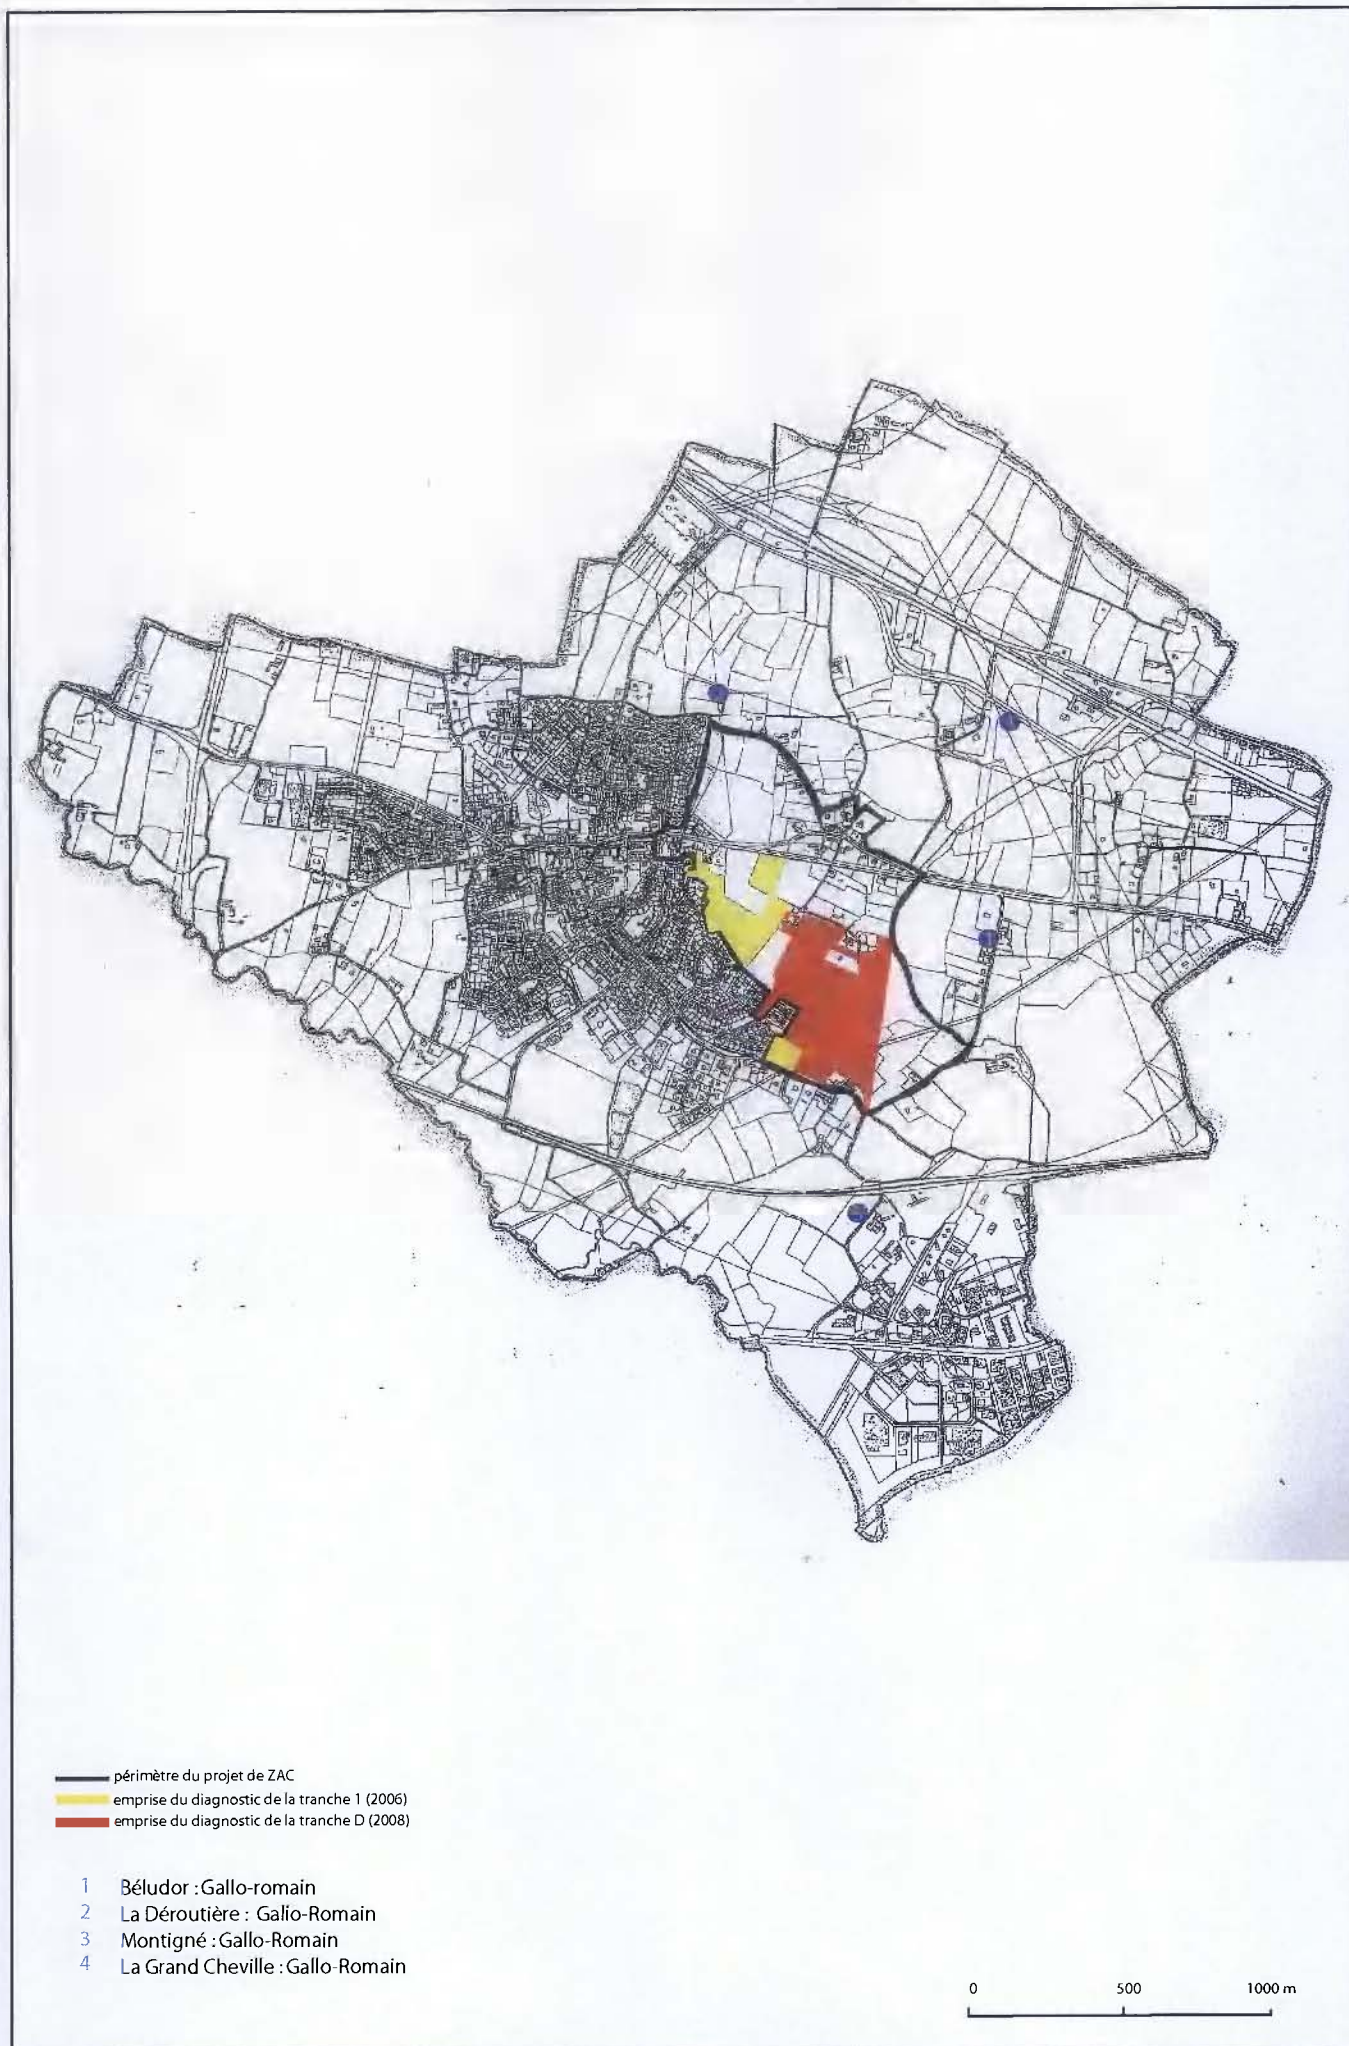 périmètre du projet de ZAC
emprise du diagnostic de la tranche 1 (2006)
emprise du diagnostic de la tranche D (2008)
1 Béludor : Gallo-romain
2 La Déroutière : Gallo-Romain
3 Montigné : Gallo-Romain
4 La Grand Cheville : Gallo-Romain
0 500 1000 m